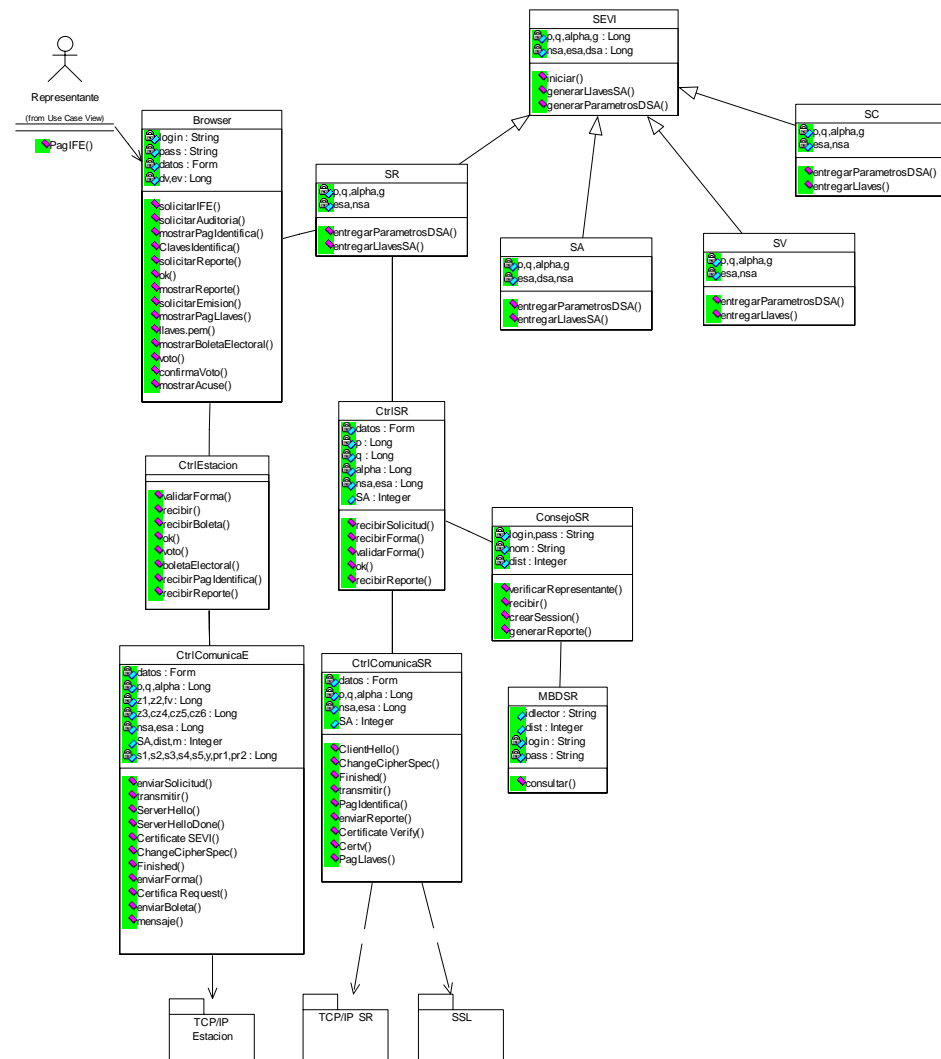 Representante
(from Use Case View)
PagIFE()
Browser
login : String
pass : String
datos : Form
dv,ev : Long
solicitarIFE()
solicitarAuditoria()
mostrarPagIdentifica()
ClavesIdentifica()
solicitarReporte()
ok()
mostrarReporte()
solicitarEmision()
mostrarPagLlaves()
llaves.pem()
mostrarBoletaElectoral()
voto()
confirmaVoto()
mostrarAcuse()
SEVI
p,q,alpha,g : Long
nsa,esa,dsa : Long
iniciar()
generarLlavesSA()
generarParametrosDSA()
SC
p,q,alpha,g
esa,nsa
entregarParametrosDSA()
entregarLlaves()
SR
p,q,alpha,g
esa,nsa
entregarParametrosDSA()
entregarLlavesSA()
SA
p,q,alpha,g
esa,dsa,nsa
entregarParametrosDSA()
entregarLlavesSA()
SV
p,q,alpha,g
esa,nsa
entregarParametrosDSA()
entregarLlaves()
CtrlSR
datos : Form
p : Long
q : Long
alpha : Long
nsa,esa : Long
SA : Integer
recibirSolicitud()
recibirForma()
validarForma()
ok()
recibirReporte()
CtrlEstacion
validarForma()
recibir()
recibirBoleta()
ok()
voto()
boletaElectoral()
recibirPagIdentifica()
recibirReporte()
ConsejoSR
login,pass : String
nom : String
dist : Integer
verificarRepresentante()
recibir()
crearSession()
generarReporte()
CtrlComunicaE
datos : Form
p,q,alpha : Long
z1,z2,fv : Long
z3,cz4,cz5,cz6 : Long
nsa,esa : Long
SA,dist,m : Integer
s1,s2,s3,s4,s5,y,pr1,pr2 : Long
enviarSolicitud()
transmitir()
ServerHello()
ServerHelloDone()
Certificate SEVI()
ChangeCipherSpec()
Finished()
enviarForma()
Certifica Request()
enviarBoleta()
mensaje()
CtrlComunicaSR
datos : Form
p,q,alpha : Long
nsa,esa : Long
SA : Integer
ClientHello()
ChangeCipherSpec()
Finished()
transmitir()
PagIdentifica()
enviarReporte()
Certificate Verify()
Certv()
PagLlaves()
MBDSR
idlector : String
dist : Integer
login : String
pass : String
consultar()
TCP/IP
Estacion
TCP/IP SR
SSL